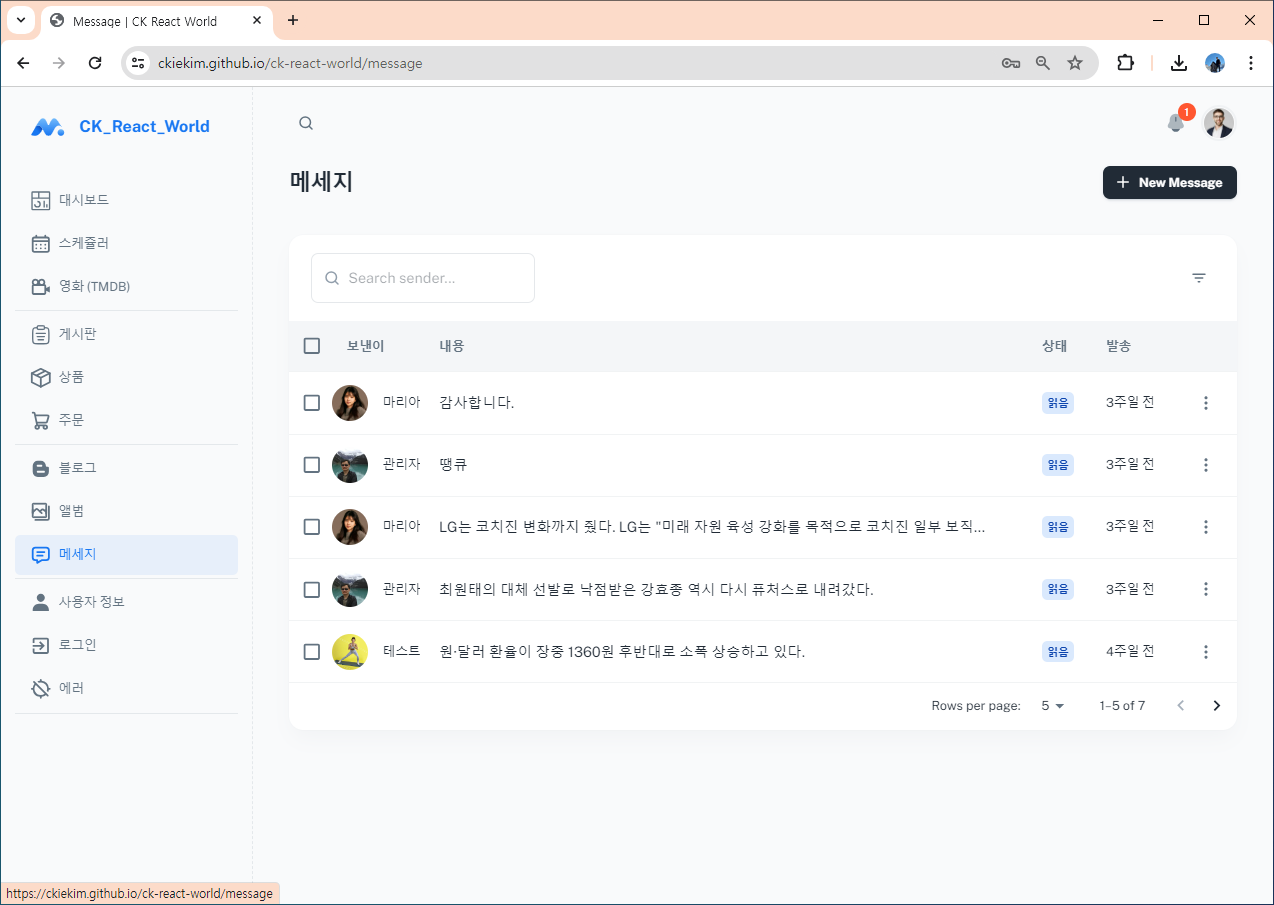 Message | CK React World
ckiekim.github.io/ck-react-world/message
CK_React_World
1
대시보드
스케쥴러
영화 (TMDB)
게시판
상품
주문
블로그
앨범
메세지
사용자 정보
로그인
에러
메세지
New Message
Search sender...
보낸이 내용 상태 발송
마리아 감사합니다. 읽음 3주일 전
관리자 땡큐 읽음 3주일 전
마리아 LG는 코치진 변화까지 줬다. LG는 "미래 자원 육성 강화를 목적으로 코치진 일부 보직... 읽음 3주일 전
관리자 최원태의 대체 선발로 낙점받은 강효종 역시 다시 퓨처스로 내려갔다. 읽음 3주일 전
테스트 원·달러 환율이 장중 1360원 후반대로 소폭 상승하고 있다. 읽음 4주일 전
Rows per page: 5 1–5 of 7
https://ckiekim.github.io/ck-react-world/message